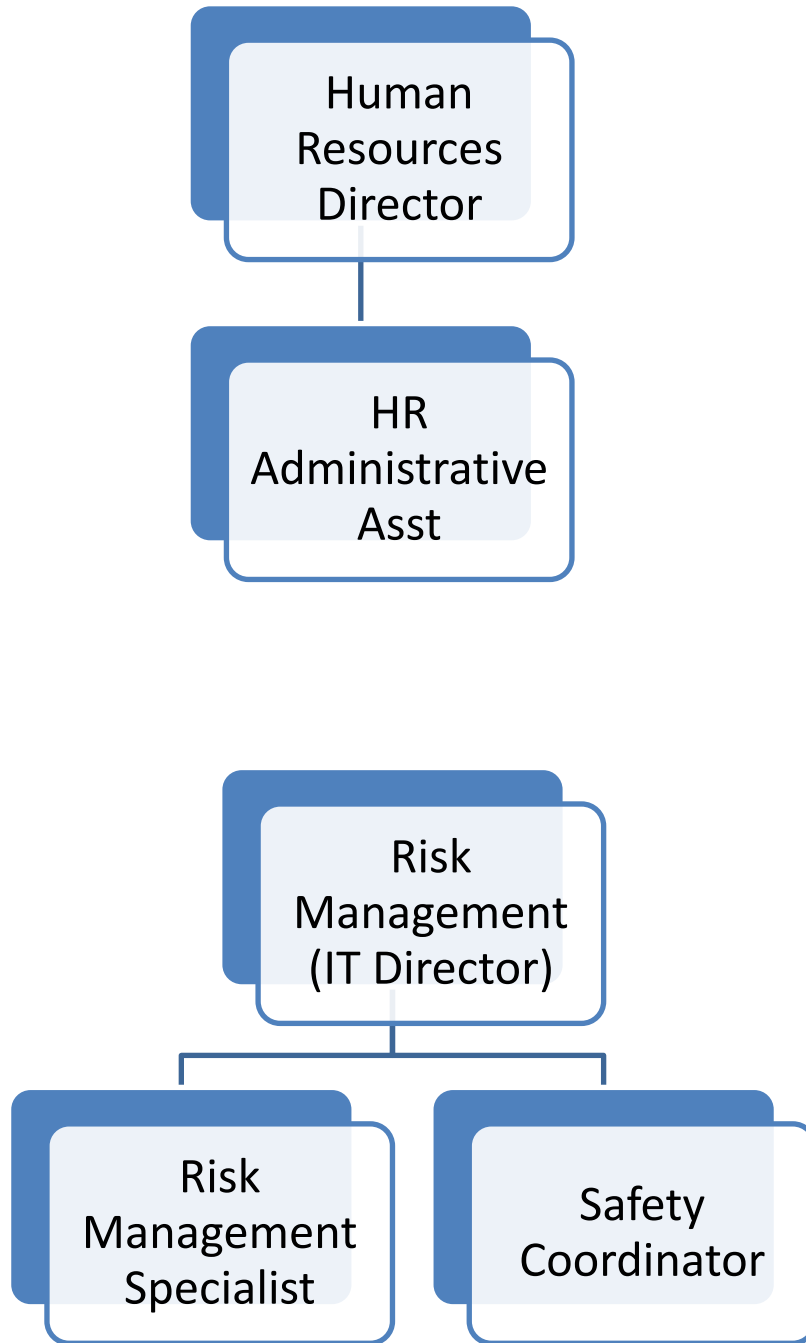 Human
Resources
Director
HR
Administrative
Asst
Risk
Management
(IT Director)
Risk
Management
Specialist
Safety
Coordinator